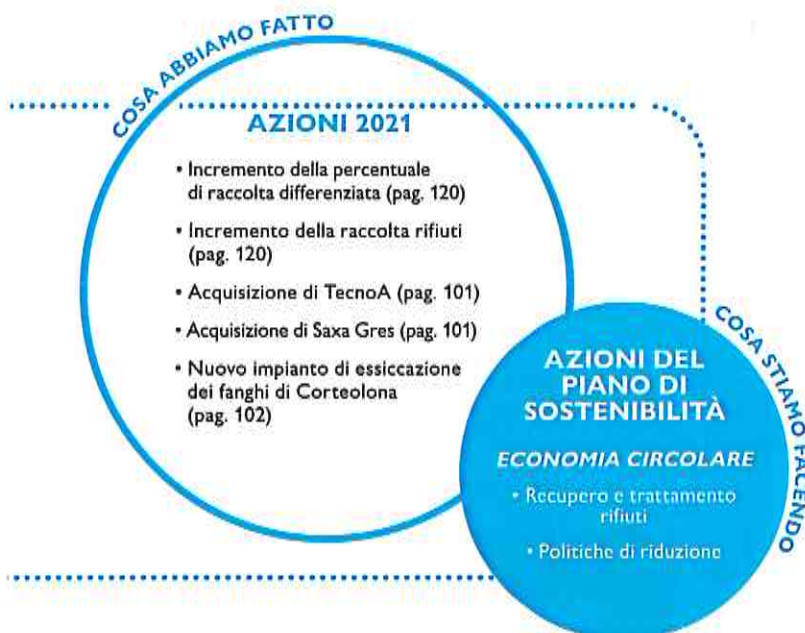 COSA ABBIAMO FATTO
AZIONI 2021
• Incremento della percentuale
di raccolta differenziata (pag. 120)
• Incremento della raccolta rifiuti
(pag. 120)
• Acquisizione di TecnoA (pag. 101)
• Acquisizione di Saxa Gres (pag. 101)
• Nuovo impianto di essiccazione
dei fanghi di Corteolona
(pag. 102)
COSA STIAMO FACENDO
AZIONI DEL
PIANO DI
SOSTENIBILITÀ
ECONOMIA CIRCOLARE
• Recupero e trattamento
rifiuti
• Politiche di riduzione